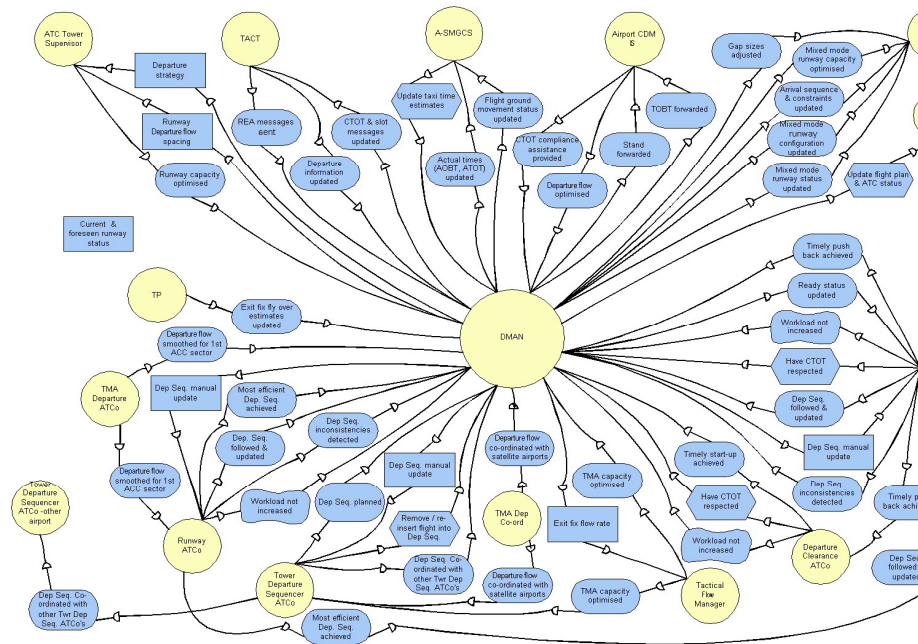 ATC Tower
Supervisor
TACT
A-SMGCS
Airport CDM
IS
Departure
strategy
Runway
Departure flow
spacing
Runway capacity
optimised
Current &
foreseen runway
status
REA messages
sent
CTOT & slot
messages
updated
Departure
information
updated
Update taxi time
estimates
Flight ground
movement status
updated
Actual times
(AOBT, ATOT)
updated
CTOT compliance
assistance
provided
Departure flow
optimised
Stand
forwarded
TOBT forwarded
Gap sizes
adjusted
Mixed mode
runway capacity
optimised
Arrival sequence
& constraints
updated
Mixed mode
runway
configuration
updated
Mixed mode
runway status
updated
Update flight plan
& ATC status
TP
Exit fix fly over
estimates
updated
DMAN
Timely push
back achieved
Ready status
updated
Workload not
increased
Have CTOT
respected
Dep Seq.
followed &
updated
Dep Seq. manual
update
Dep Seq.
inconsistencies
detected
Departure flow
smoothed for 1st
ACC sector
TMA
Departure
ATCo
Dep Seq. manual
update
Most efficient
Dep. Seq.
achieved
Dep. Seq.
followed &
updated
Dep Seq.
inconsistencies
detected
Departure flow
smoothed for 1st
ACC sector
Workload not
increased
Dep Seq. planned
Dep Seq. manual
update
Remove / re-
insert flight into
Dep Seq.
Dep Seq. Co-
ordinated with
other Twr Dep
Seq. ATCo's
Departure flow
co-ordinated with
satellite airports
TMA Dep
Co-ord
Departure flow
co-ordinated with
satellite airports
TMA capacity
optimised
Exit fix flow rate
TMA capacity
optimised
Timely start-up
achieved
Have CTOT
respected
Workload not
increased
Departure
Clearance
ATCo
Timely pu
back achie
Dep Seq
followed
updated
Tower
Departure
Sequencer
ATCo -other
airport
Runway
ATCo
Tower
Departure
Sequencer
ATCo
Tactical
Flow
Manager
Dep Seq. Co-
ordinated with
other Twr Dep
Seq. ATCo's
Most efficient
Dep Seq.
achieved